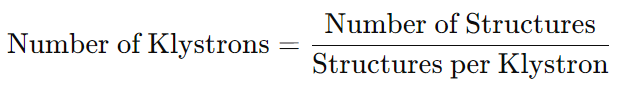 Number of Klystrons = Number of Structures
Structures per Klystron